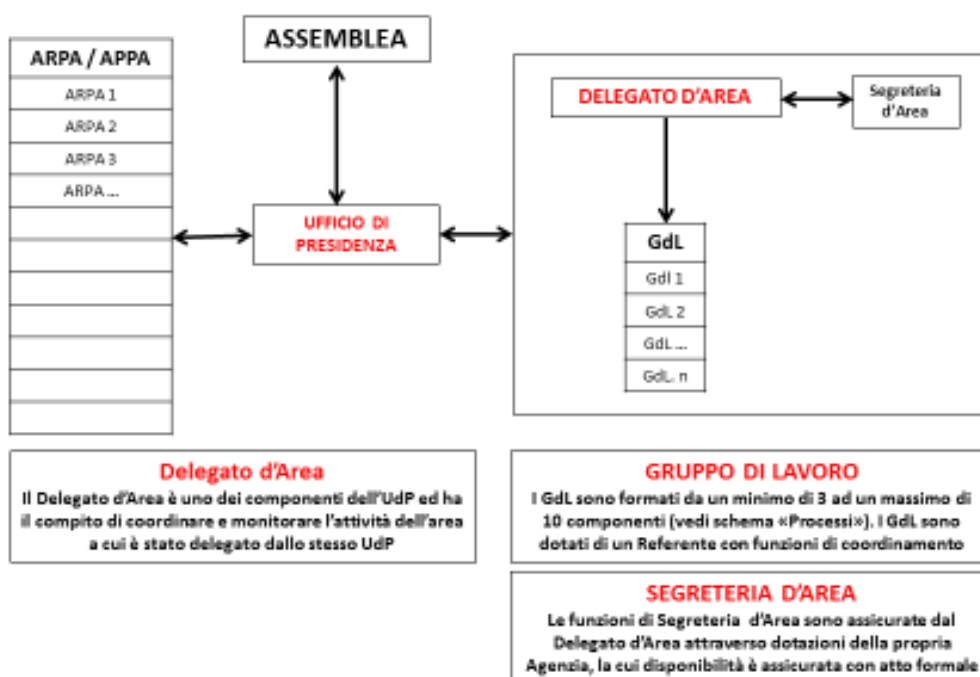 ARPA / APPA
ARPA 1
ARPA 2
ARPA 3
ARPA ...
ASSEMBLEA
UFFICIO DI
PRESIDENZA
DELEGATO D'AREA
Segreteria
d'Area
GdL
Gdl 1
GdL 2
GdL ...
GdL. n
Delegato d'Area
Il Delegato d'Area è uno dei componenti dell'UdP ed ha
il compito di coordinare e monitorare l'attività dell'area
a cui è stato delegato dallo stesso UdP
GRUPPO DI LAVORO
I GdL sono formati da un minimo di 3 ad un massimo di
10 componenti (vedi schema «Processi»). I GdL sono
dotati di un Referente con funzioni di coordinamento
SEGRETERIA D'AREA
Le funzioni di Segreteria d'Area sono assicurate dal
Delegato d'Area attraverso dotazioni della propria
Agenzia, la cui disponibilità è assicurata con atto formale